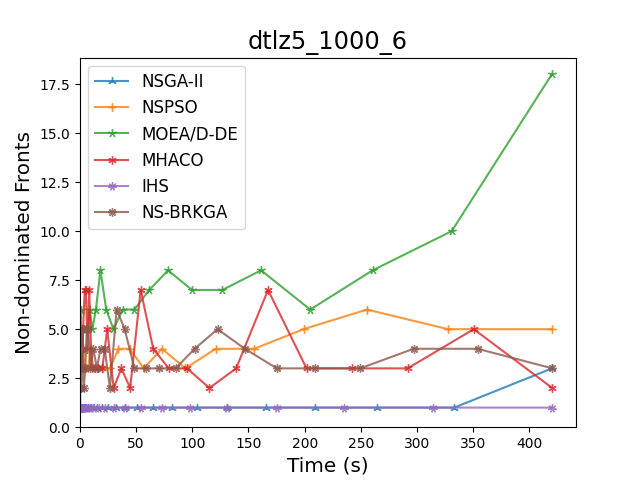 dtlz5_1000_6
Non-dominated Fronts
17.5
15.0
12.5
10.0
7.5
5.0
2.5
0.0
NSGA-II
NSPSO
MOEA/D-DE
MHACO
IHS
NS-BRKGA
0 50 100 150 200 250 300 350 400
Time (s)